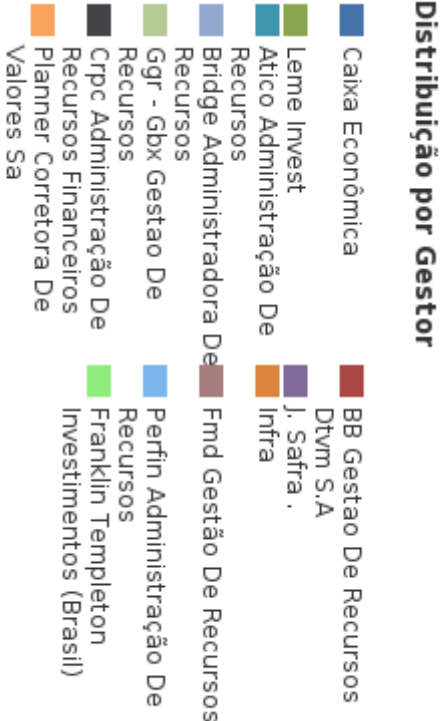 Distribuição por Gestor
Caixa Econômica
BB Gestao De Recursos
Dtvm S.A
Leme Invest
J. Safra .
Atico Administração De
Recursos
Infra
Bridge Administradora De
Recursos
Fmd Gestão De Recursos
Ggr - Gbx Gestao De
Recursos
Perfin Administração De
Recursos
Crpc Administração De
Recursos Financeiros
Franklin Templeton
Investimentos (Brasil)
Planner Corretora De
Valores Sa